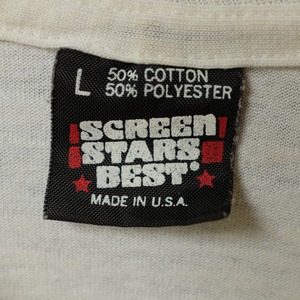 L 50% COTTON
50% POLYESTER
SCREEN
STARS
BEST
MADE IN U.S.A.